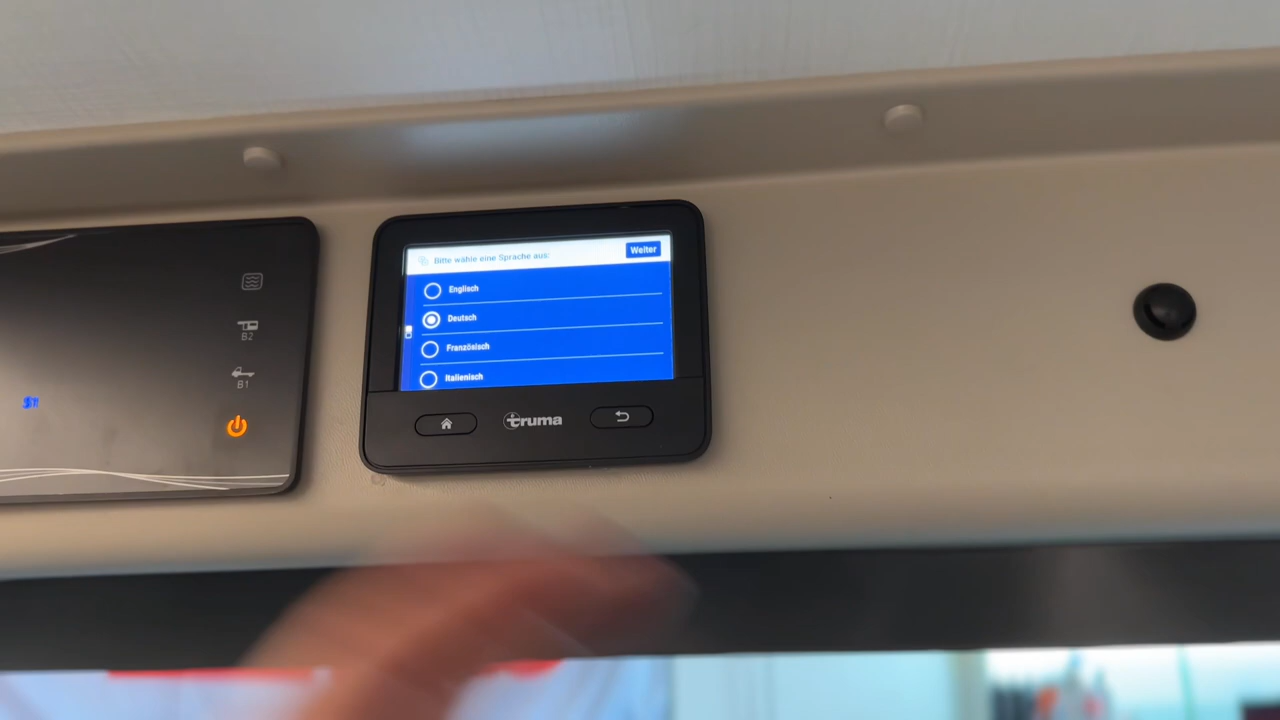 Bitte wähle eine Sprache aus:
Weiter
Englisch
Deutsch
Französisch
Italienisch
truma
B2
B1